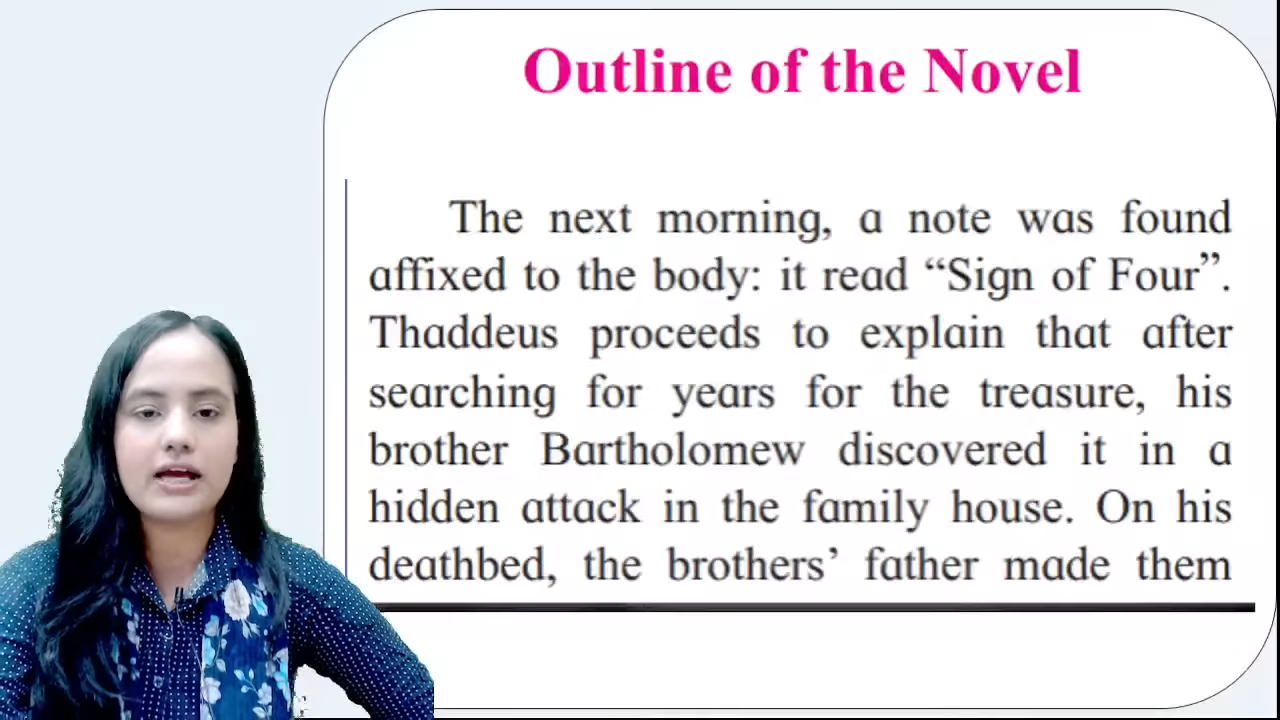 Outline of the Novel
The next morning, a note was found
affixed to the body: it read “Sign of Four”.
Thaddeus proceeds to explain that after
searching for years for the treasure, his
brother Bartholomew discovered it in a
hidden attack in the family house. On his
deathbed, the brothers’ father made them